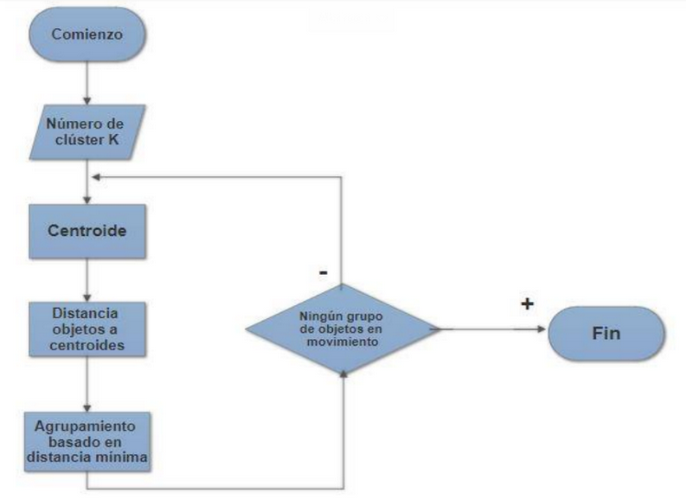 Comienzo
Número de
clúster K
Centroide
Distancia
objetos a
centroides
Agrupamiento
basado en
distancia mínima
-
Ningún grupo
de objetos en
movimiento
+
Fin